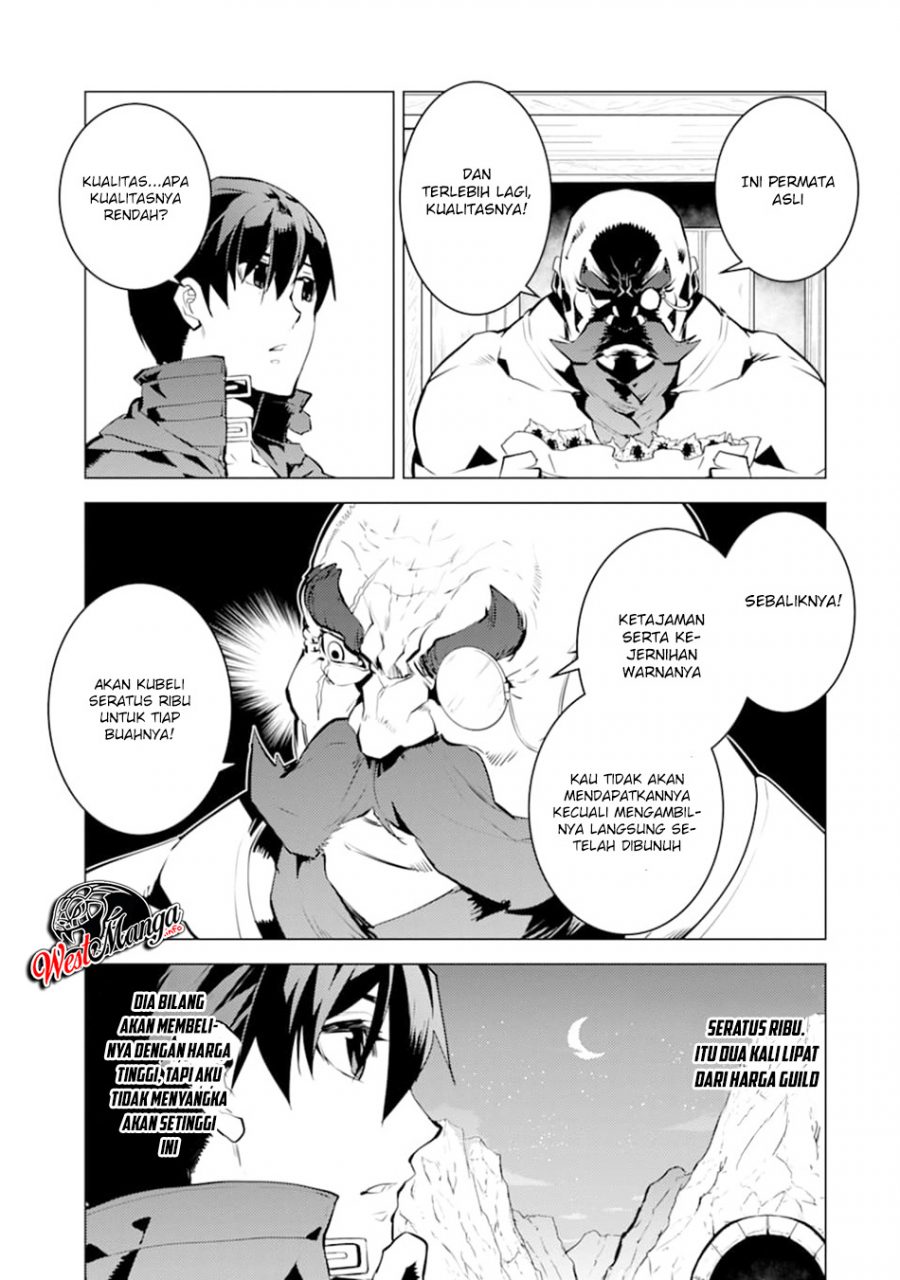 INI PERMATA
ASLI
DAN
TERLEBIH LAGI,
KUALITASNYA!
KUALITAS...APA
KUALITASNYA
RENDAH?
SEBALIKNYA!
KETAJAMAN
SERTA KE-
JERNIHAN
WARNANYA
KAU TIDAK AKAN
MENDAPATKANNYA
KECUALI MENGAMBIL-
NYA LANGSUNG SE-
TELAH DIBUNUH
AKAN KUBELI
SERATUS RIBU
UNTUK TIAP
BUAHNYA!
WestManga
.info
SERATUS RIBU.
ITU DUA KALI LIPAT
DARI HARGA GUILD
DIA BILANG
AKAN MEMBELI-
NYA DENGAN HARGA
TINGGI, TAPI AKU
TIDAK MENYANGKA
AKAN SETINGGI
INI